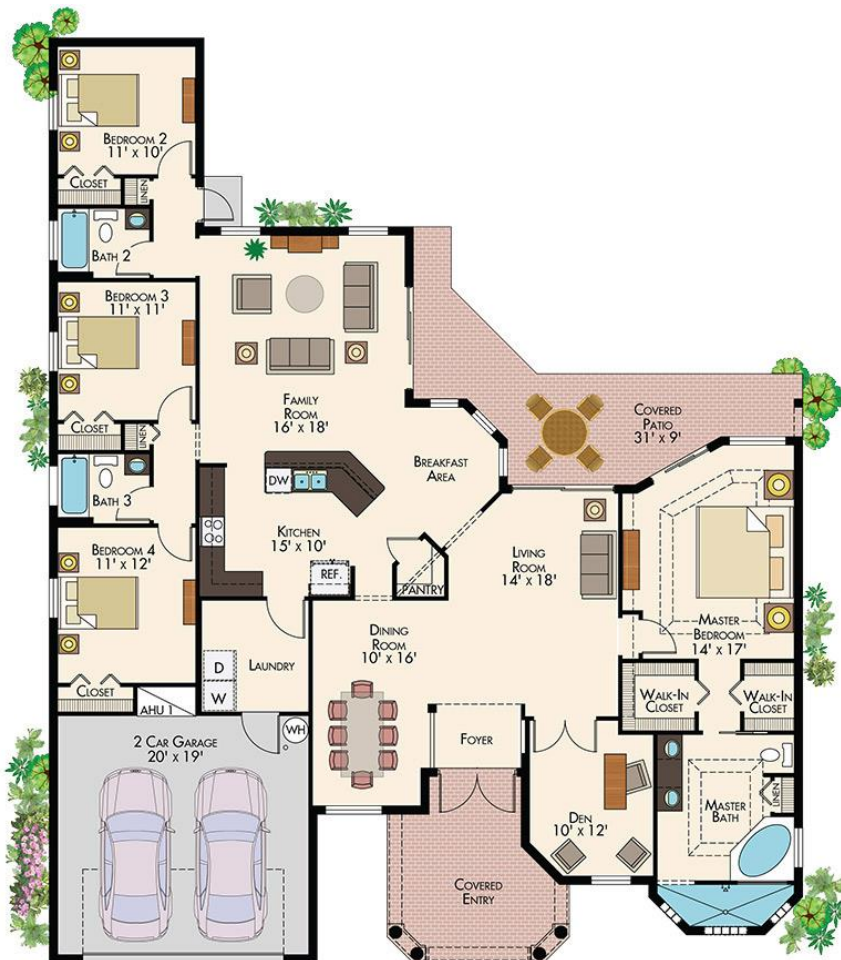 BEDROOM 2
11' x 10'
CLOSET
LINEN
BATH 2
BEDROOM 3
11' x 11'
CLOSET
LINEN
BATH 3
BEDROOM 4
11' x 12'
CLOSET
AHU 1
FAMILY
ROOM
16' x 18'
BREAKFAST
AREA
DW
KITCHEN
15' x 10'
REF.
PANTRY
COVERED
PATIO
31' x 9'
LIVING
ROOM
14' x 18'
MASTER
BEDROOM
14' x 17'
DINING
ROOM
10' x 16'
LAUNDRY
D
W
WH
WALK-IN
CLOSET
WALK-IN
CLOSET
2 CAR GARAGE
20' x 19'
FOYER
DEN
10' x 12'
LINEN
MASTER
BATH
COVERED
ENTRY